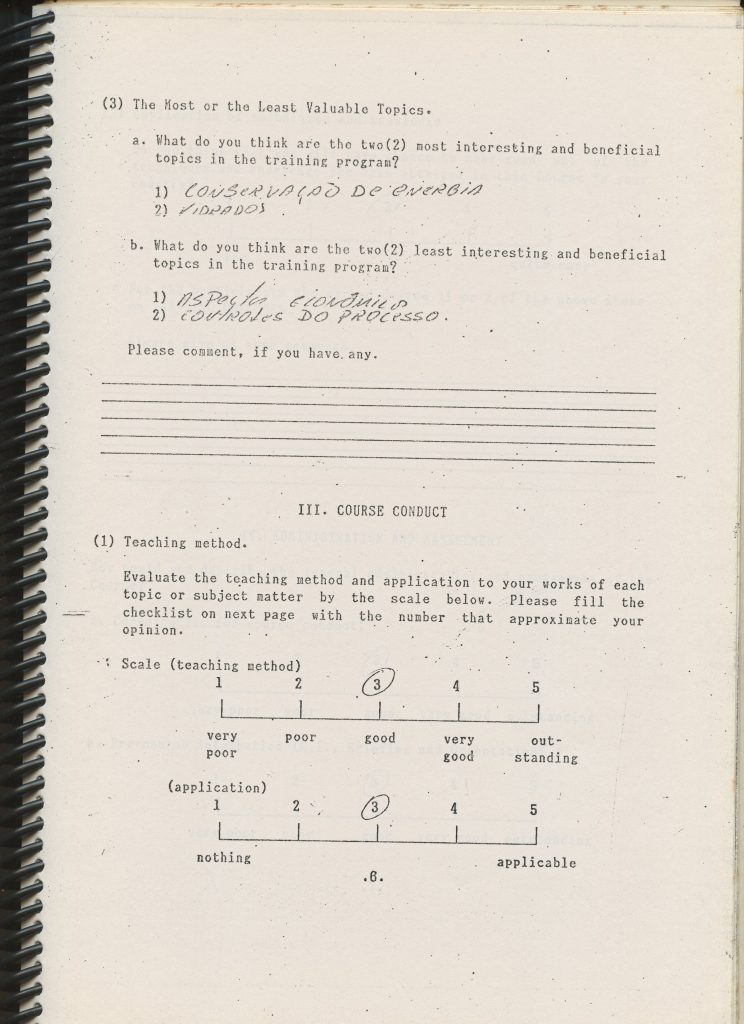 (3) The Most or the Least Valuable Topics.
a. What do you think are the two(2) most interesting and beneficial
topics in the training program?
1) CONSERVAÇÃO DE ENERGIA
2) VIDRADOS
b. What do you think are the two(2) least interesting and beneficial
topics in the training program?
1) ASPECTOS ECONÔMICO
2) CONTROLES DO PROCESSO.
Please comment, if you have any.
III. COURSE CONDUCT
(1) Teaching method.
Evaluate the teaching method and application to your works of each
topic or subject matter by the scale below. Please fill the
checklist on next page with the number that approximate your
opinion.
Scale (teaching method)
1 2 3 4 5
very poor good very out-
poor good standing
(application)
1 2 3 4 5
nothing applicable
.6.